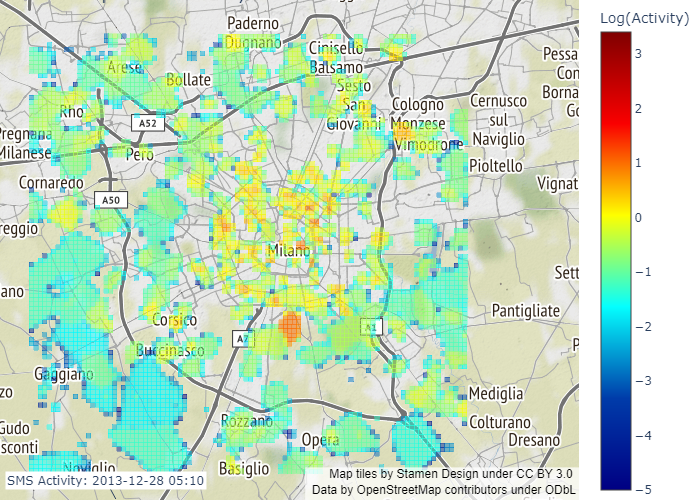 Log(Activity)
Paderno
Dugnano
Cinisello
Balsamo
Arese
Bollate
Sesto
San
Giovanni
Cologno
Monzese
Cernusco
sul
Naviglio
Pessa
Con
Borna
Go
Rho
A52
Pregnana
Milanese
Pero
Vimodrone
Pioltello
Cornaredo
A50
Vignat
reggio
Milano
Sett
ano
Pantigliate
Corsico
A7
A1
Buccinasco
P
Gaggiano
zo
Mediglia
Rozzano
Colturano
Gudo
sconti
Opera
Dresano
Noviglio
Basiglio
SMS Activity: 2013-12-28 05:10
Map tiles by Stamen Design under CC BY 3.0
Data by OpenStreetMap contributors under ODbL
3
2
1
0
−1
−2
−3
−4
−5